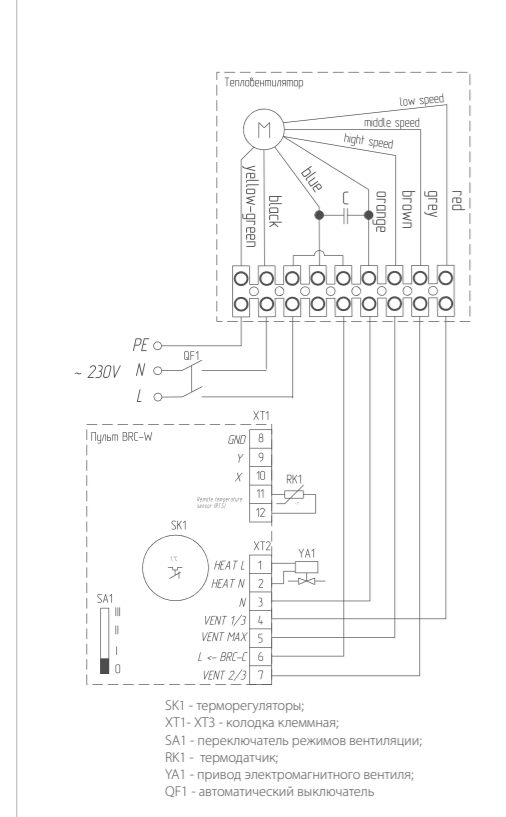 Тепловентилятор
low speed
middle speed
hight speed
M
yellow-green
black
blue
C
orange
brown
grey
red
PE
~ 230V N
QF1
L
XT1
Пульт BRC-W
GND 8
Y 9
X 10
11
RK1
Remote temperature
12
SK1
XT2
t°C
HEAT L 1
YA1
HEAT N 2
SA1
N 3
III
VENT 1/3 4
II
VENT MAX 5
I
L <- BRC-C 6
0
VENT 2/3 7
SK1 - терморегуляторы;
XT1- XT3 - колодка клеммная;
SA1 - переключатель режимов вентиляции;
RK1 - термодатчик;
YA1 - привод электромагнитного вентиля;
QF1 - автоматический выключатель